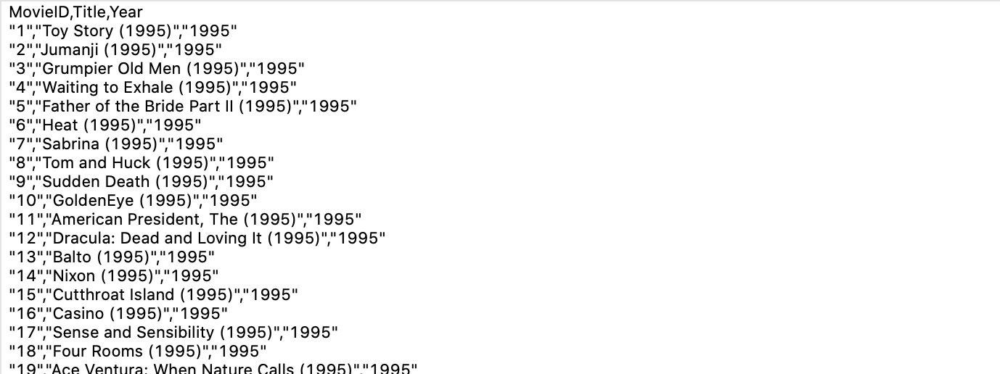 MovieID,Title,Year
"1","Toy Story (1995)","1995"
"2","Jumanji (1995)","1995"
"3","Grumpier Old Men (1995)","1995"
"4","Waiting to Exhale (1995)","1995"
"5","Father of the Bride Part II (1995)","1995"
"6","Heat (1995)","1995"
"7","Sabrina (1995)","1995"
"8","Tom and Huck (1995)","1995"
"9","Sudden Death (1995)","1995"
"10","GoldenEye (1995)","1995"
"11","American President, The (1995)","1995"
"12","Dracula: Dead and Loving It (1995)","1995"
"13","Balto (1995)","1995"
"14","Nixon (1995)","1995"
"15","Cutthroat Island (1995)","1995"
"16","Casino (1995)","1995"
"17","Sense and Sensibility (1995)","1995"
"18","Four Rooms (1995)","1995"
"19","Ace Ventura: When Nature Calls (1995)","1995"